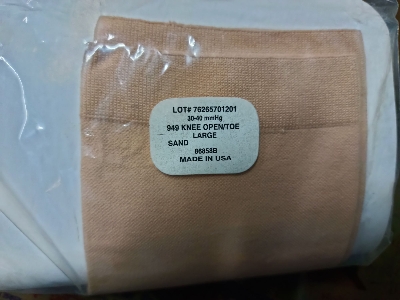 LOT# 76265701201
30-40 mmHg
949 KNEE OPEN/TOE
LARGE
SAND
86858B
MADE IN USA